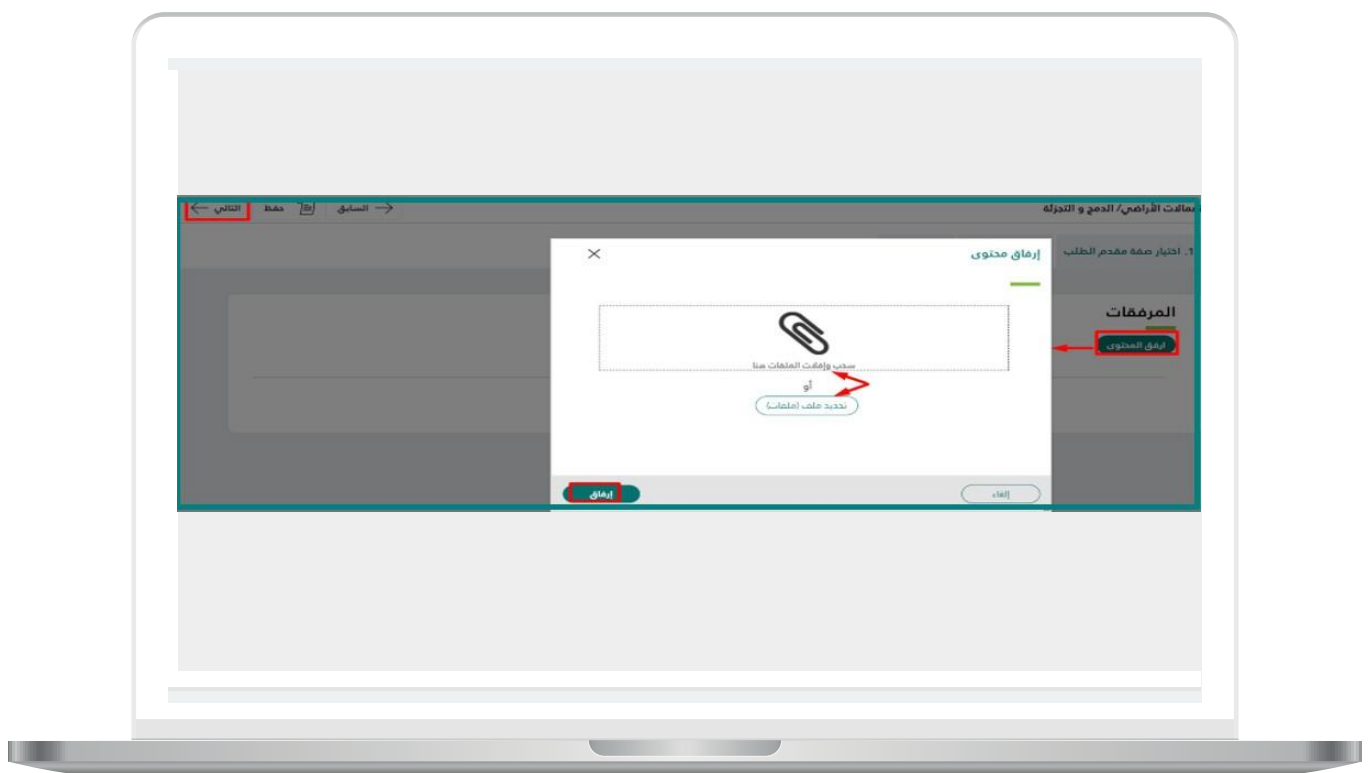 الأراضي/ الدمج و التجزئة
السابق
حفظ
التالي
1. اختيار صفة مقدم الطلب
إرفاق محتوى
المرفقات
ارفق المحتوى
سحب وإفلات الملفات هنا
أو
تحديد ملف (ملفات)
إلغاء
إرفاق